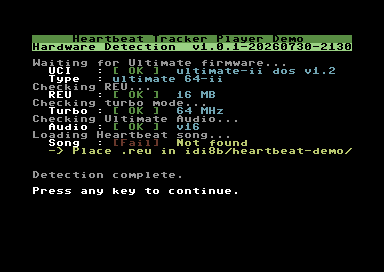 Heartbeat Tracker Player Demo
Hardware Detection v1.0.1-20260730-2130
Waiting for Ultimate firmware...
UCI : [ OK ] ultimate-ii dos v1.2
Type : ultimate 64-ii
Checking REU...
REU : [ OK ] 16 MB
Checking turbo mode...
Turbo : [ OK ] 64 MHz
Checking Ultimate Audio...
Audio : [ OK ] v16
Loading Heartbeat song...
Song : [Fail] Not found
-> Place .reu in idi8b/heartbeat-demo/
Detection complete.
Press any key to continue.